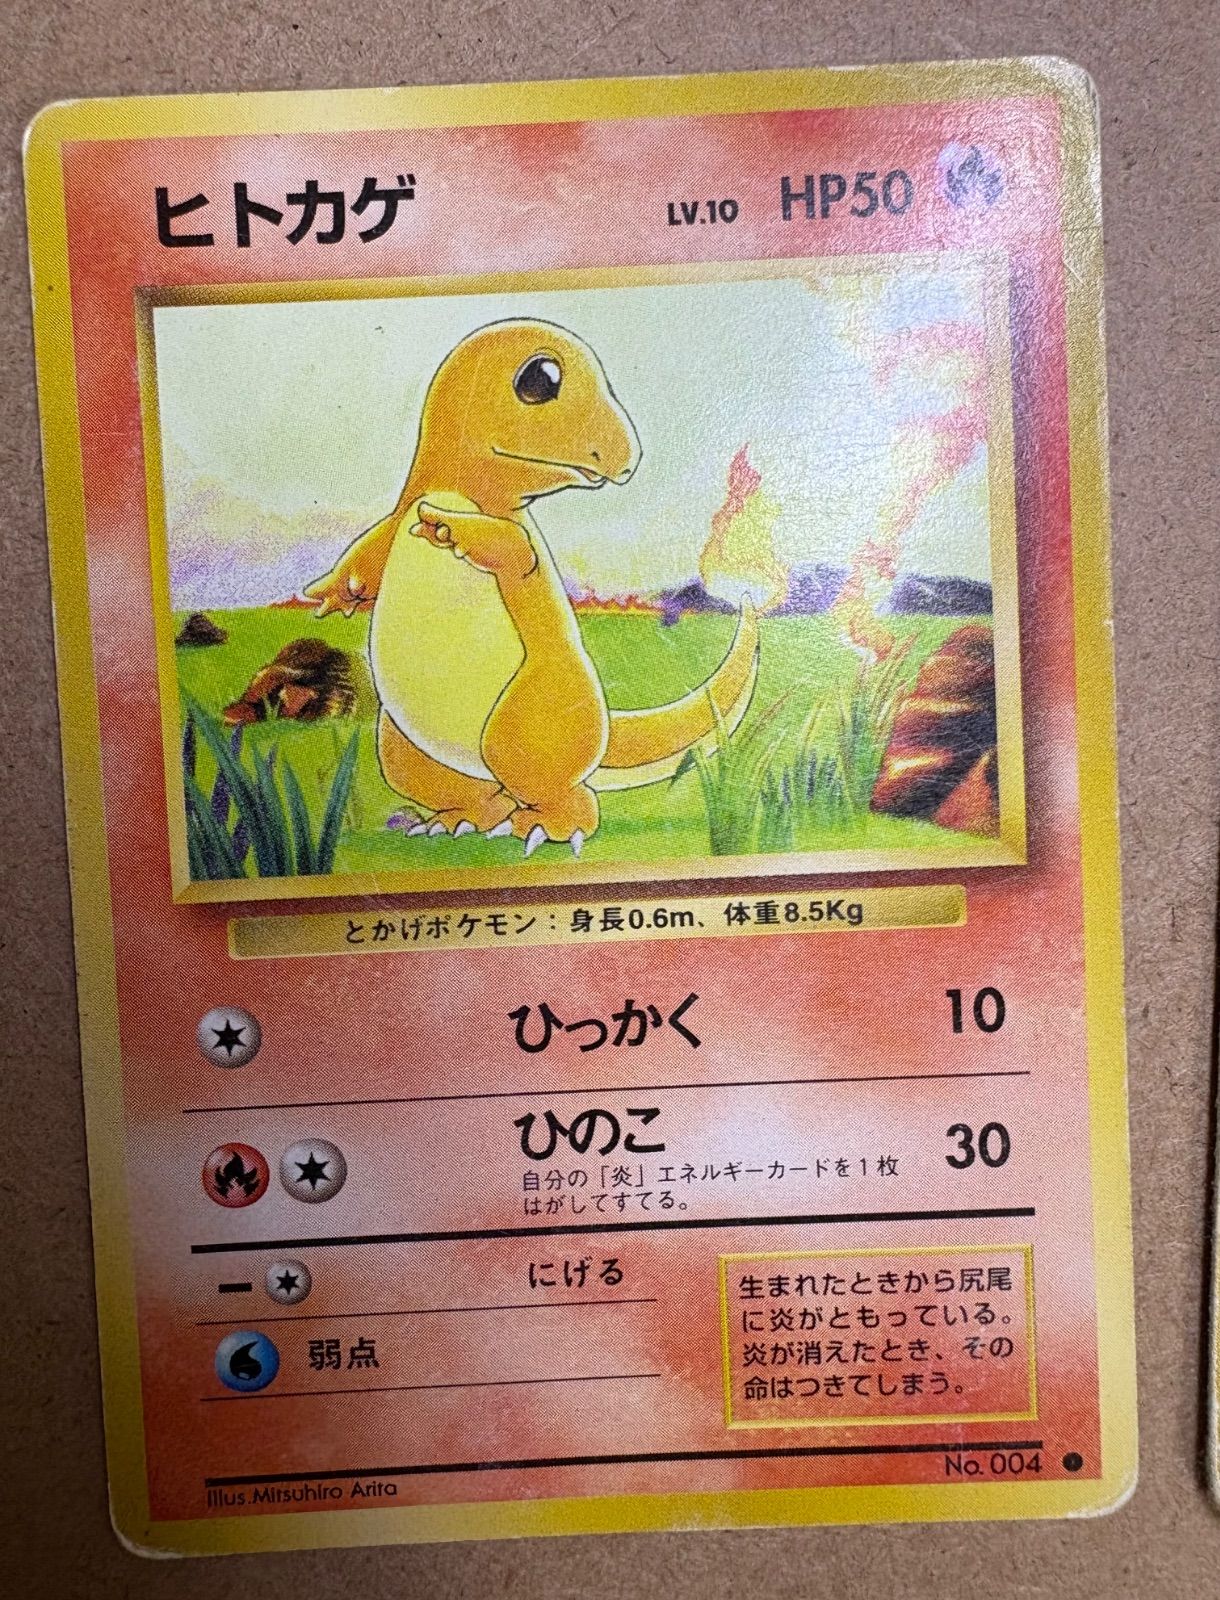 ヒトカゲ LV.10 HP50
とかげポケモン：身長0.6m、体重8.5Kg
ひっかく 10
ひのこ 30
自分の「炎」エネルギーカードを1枚
はがしてすてる。
にげる
弱点
生まれたときから尻尾
に炎がともっている。
炎が消えたとき、その
命はつきてしまう。
Illus.Mitsuhiro Arita No.004